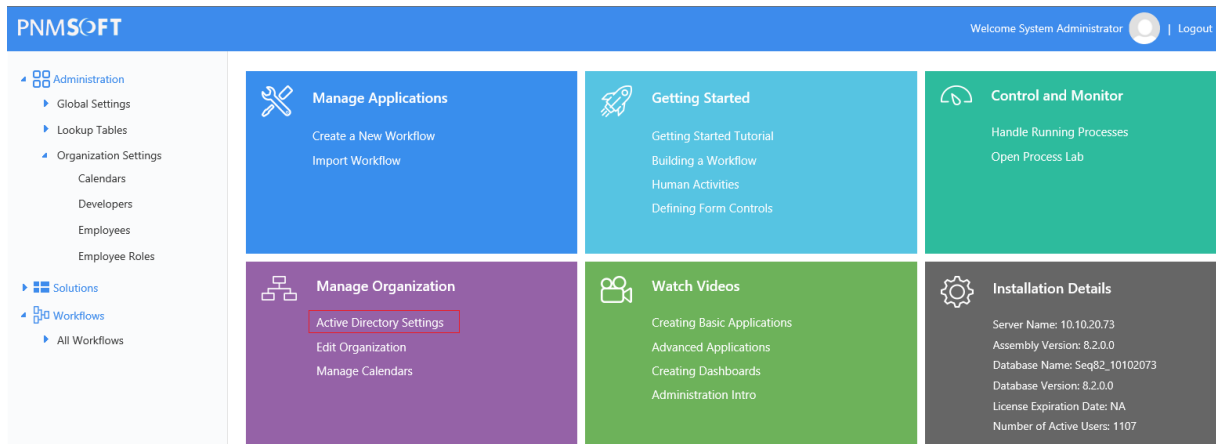 PNMSOFT
Welcome System Administrator | Logout
Administration
Global Settings
Lookup Tables
Organization Settings
Calendars
Developers
Employees
Employee Roles
Solutions
Workflows
All Workflows
Manage Applications
Create a New Workflow
Import Workflow
Getting Started
Getting Started Tutorial
Building a Workflow
Human Activities
Defining Form Controls
Control and Monitor
Handle Running Processes
Open Process Lab
Manage Organization
Active Directory Settings
Edit Organization
Manage Calendars
Watch Videos
Creating Basic Applications
Advanced Applications
Creating Dashboards
Administration Intro
Installation Details
Server Name: 10.10.20.73
Assembly Version: 8.2.0.0
Database Name: Seq82_10102073
Database Version: 8.2.0.0
License Expiration Date: NA
Number of Active Users: 1107